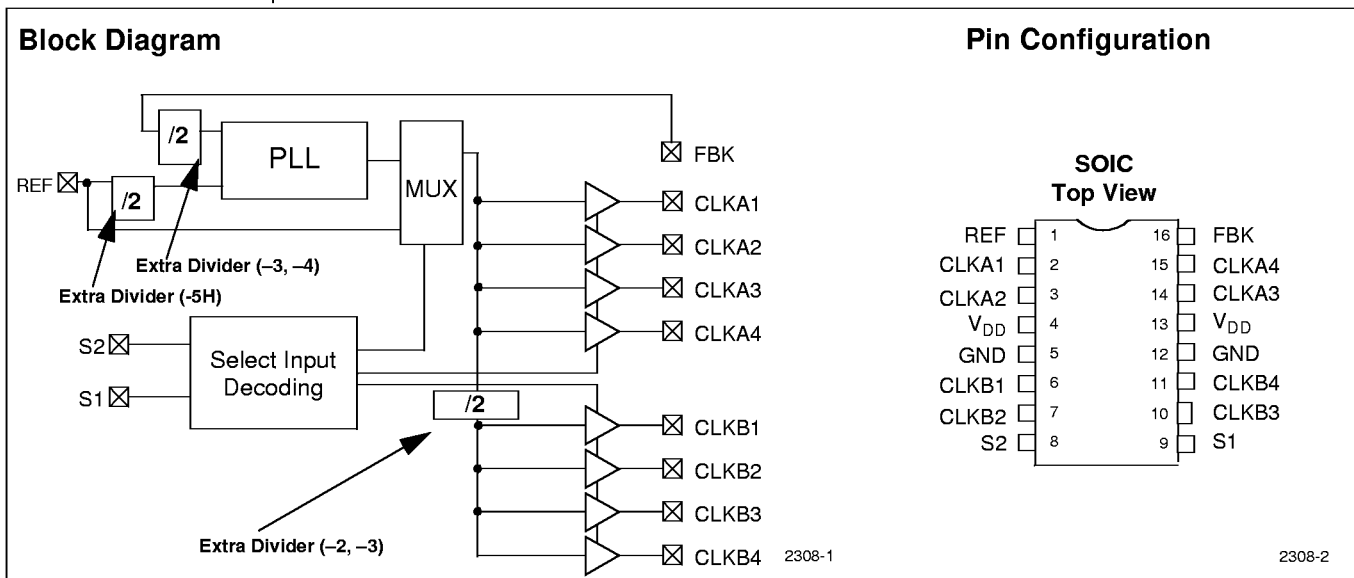 Block Diagram
/2
PLL
MUX
REF
/2
FBK
CLKA1
CLKA2
CLKA3
CLKA4
Extra Divider (–3, –4)
Extra Divider (-5H)
S2
S1
Select Input
Decoding
/2
CLKB1
CLKB2
CLKB3
CLKB4
Extra Divider (–2, –3)
2308-1
Pin Configuration
SOIC
Top View
REF 1 16 FBK
CLKA1 2 15 CLKA4
CLKA2 3 14 CLKA3
VDD 4 13 VDD
GND 5 12 GND
CLKB1 6 11 CLKB4
CLKB2 7 10 CLKB3
S2 8 9 S1
2308-2